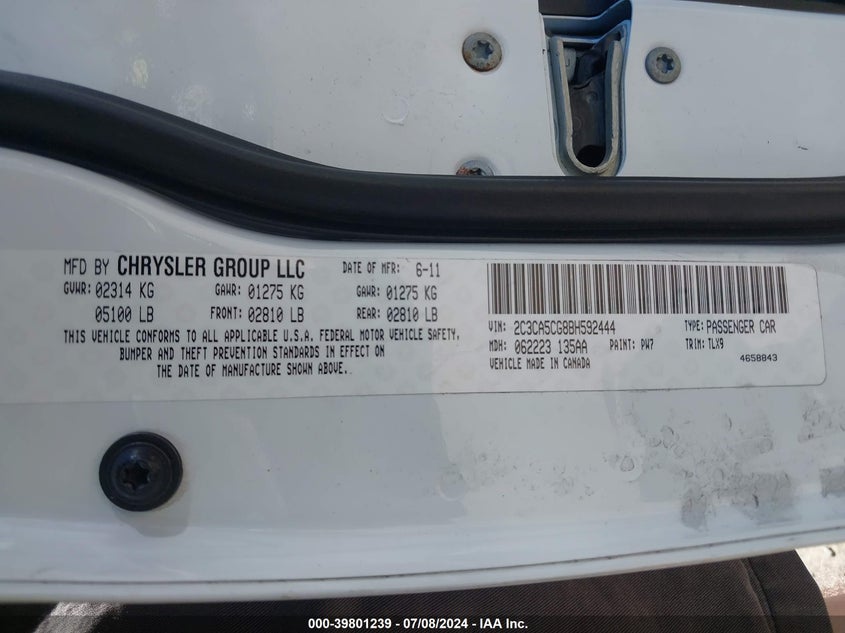 MFD BY CHRYSLER GROUP LLC DATE OF MFR: 6-11
GVWR: 02314 KG GAWR: 01275 KG GAWR: 01275 KG
05100 LB FRONT: 02810 LB REAR: 02810 LB
THIS VEHICLE CONFORMS TO ALL APPLICABLE U.S.A. FEDERAL MOTOR VEHICLE SAFETY,
BUMPER AND THEFT PREVENTION STANDARDS IN EFFECT ON
THE DATE OF MANUFACTURE SHOWN ABOVE.
VIN: 2C3CA5CG8BH592444 TYPE: PASSENGER CAR
MDH: 062223 135AA PAINT: PW7 TRIM: TLX9
VEHICLE MADE IN CANADA 4658843
000-39801239 - 07/08/2024 - IAA Inc.